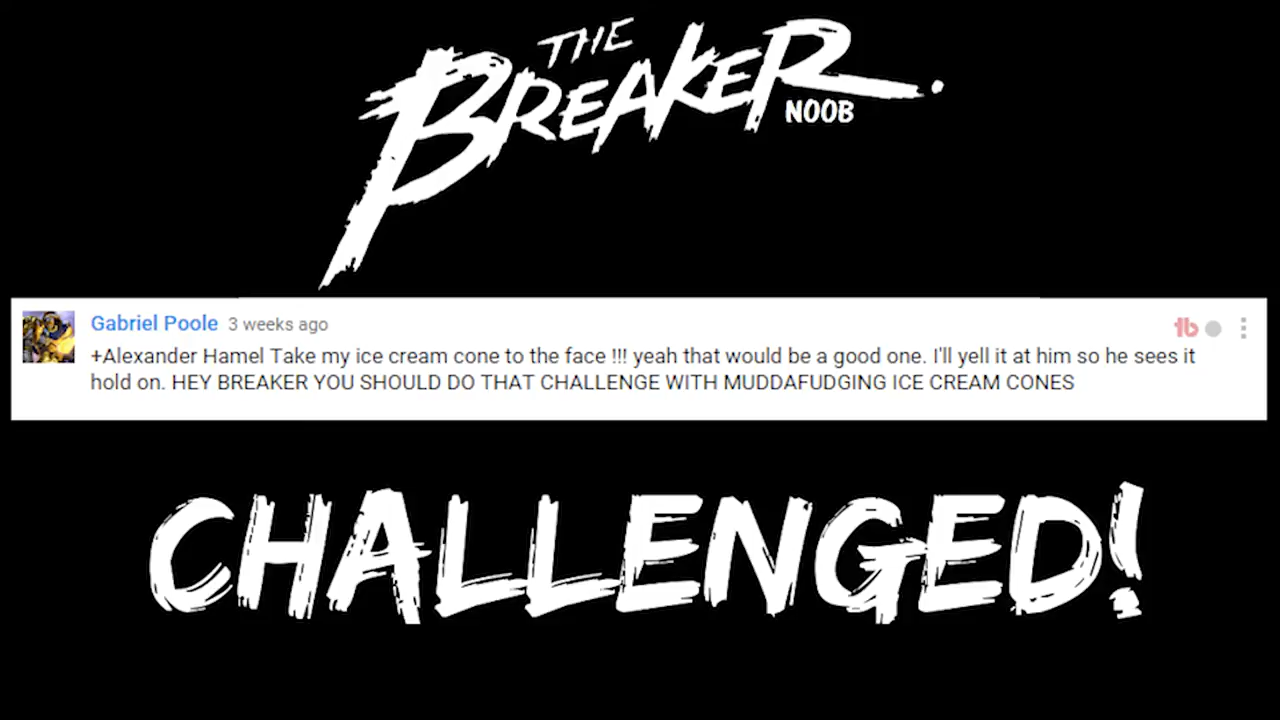 THE
BREAKER.
NOOB
Gabriel Poole 3 weeks ago
+Alexander Hamel Take my ice cream cone to the face !!! yeah that would be a good one. I'll yell it at him so he sees it
hold on. HEY BREAKER YOU SHOULD DO THAT CHALLENGE WITH MUDDAFUDGING ICE CREAM CONES
CHALLENGED!